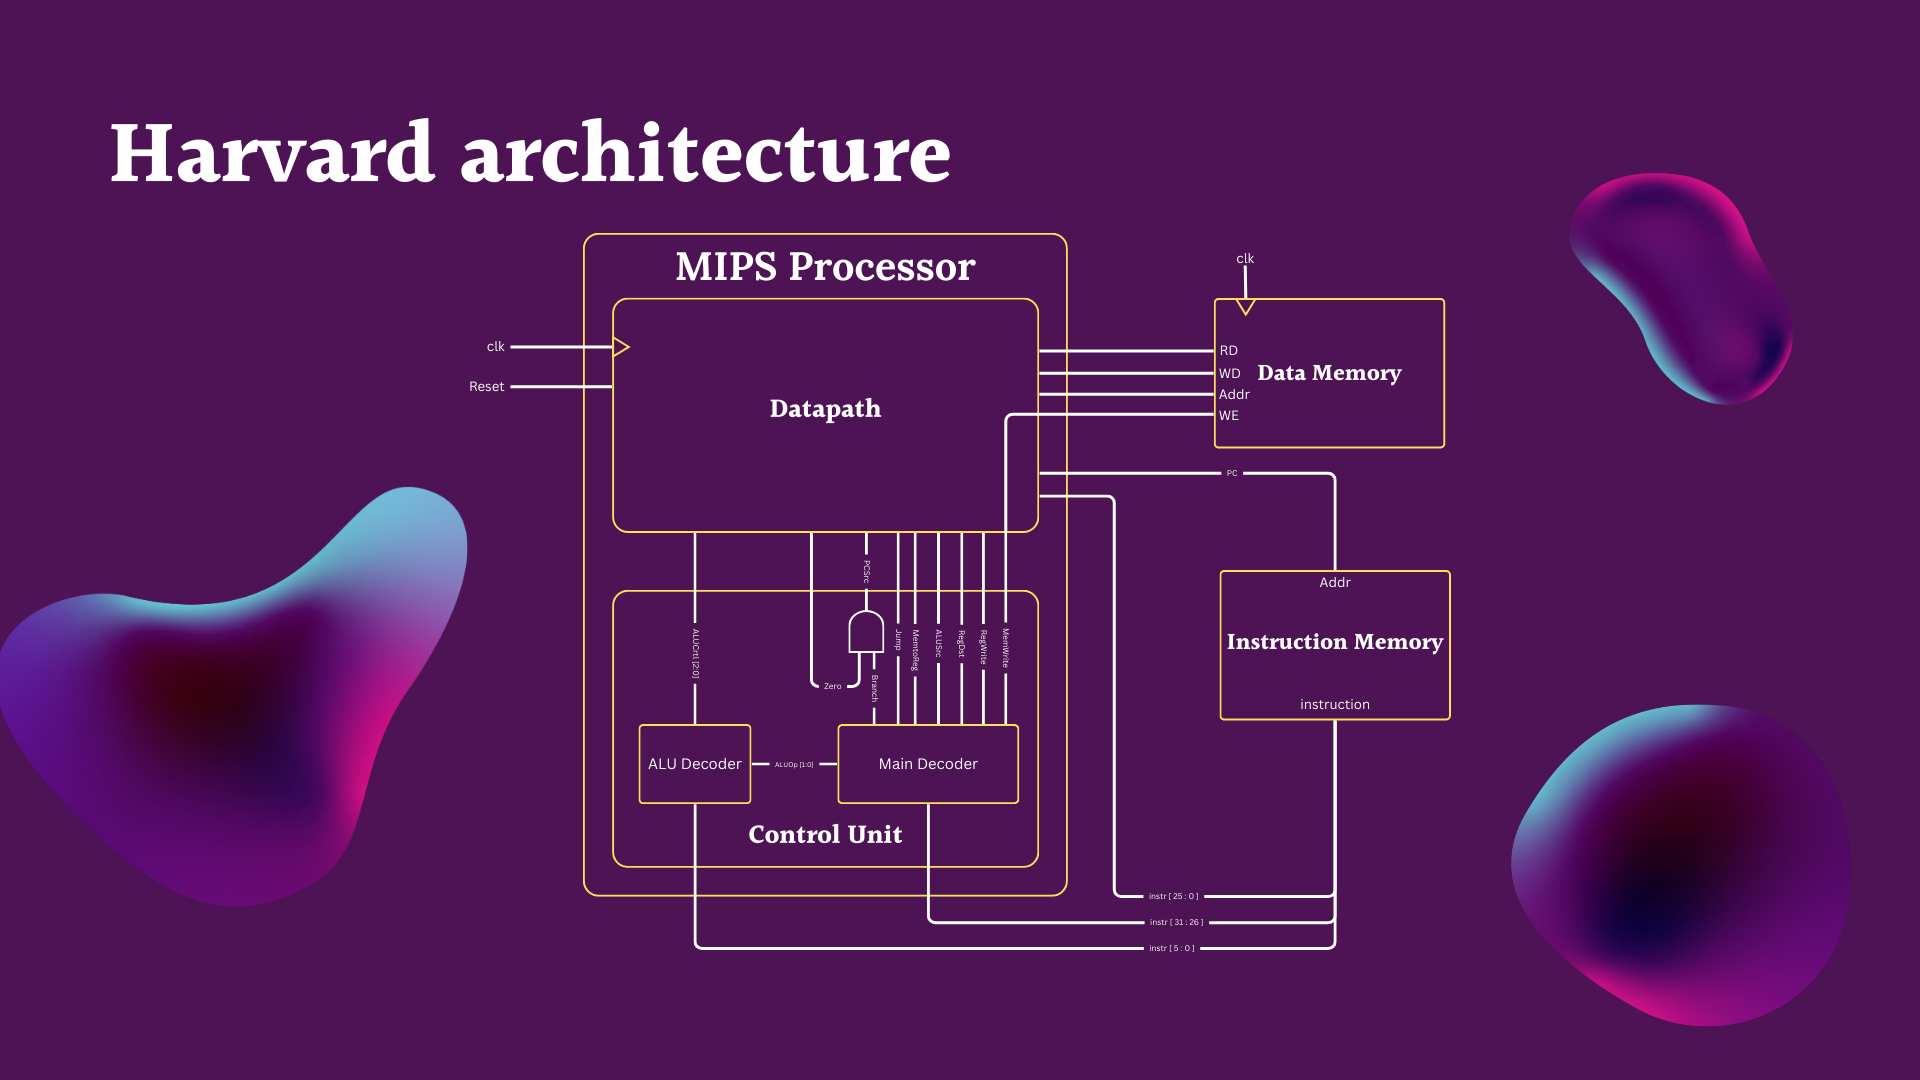 Harvard architecture
MIPS Processor
clk
clk
Reset
Datapath
RD
WD
Addr
WE
Data Memory
PC
PCSrc
Addr
Instruction Memory
instruction
ALUCrtl [2:0]
Zero
Branch
Jump
MemtoReg
ALUSrc
RegDst
RegWrite
MemWrite
ALU Decoder
ALUOp [1:0]
Main Decoder
Control Unit
instr [ 25 : 0 ]
instr [ 31 : 26 ]
instr [ 5 : 0 ]